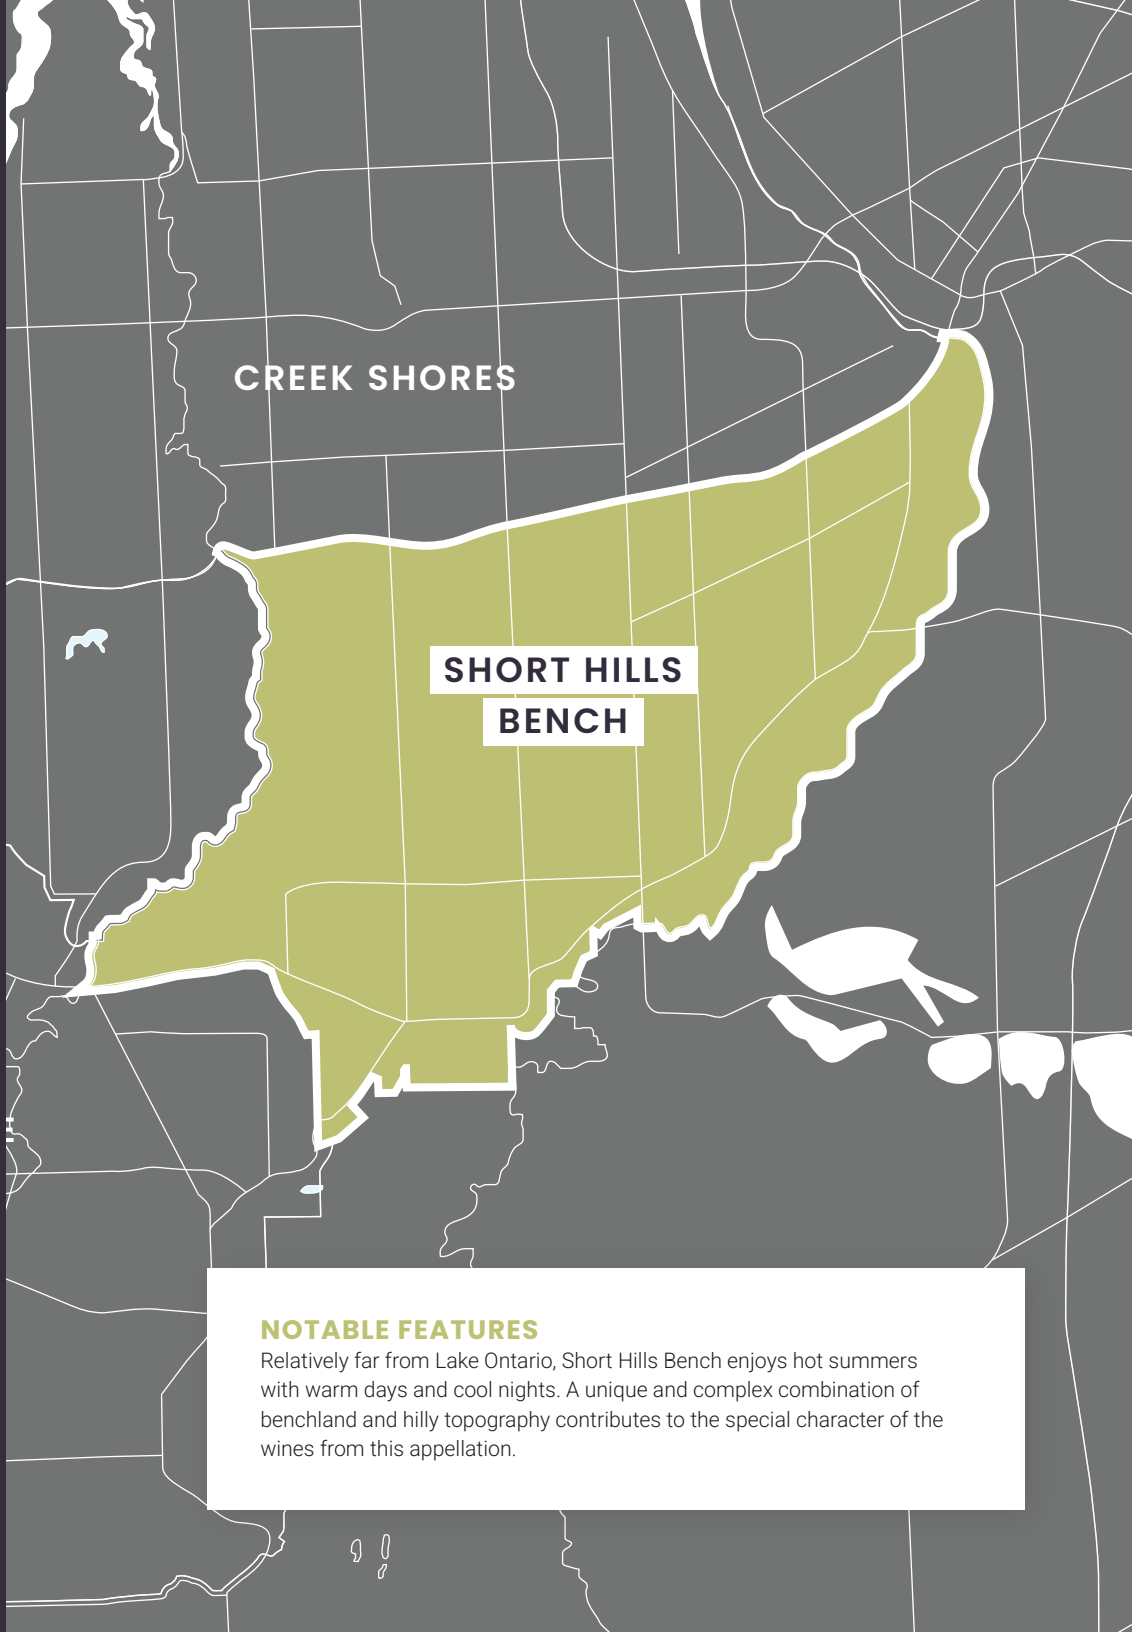 CREEK SHORES
SHORT HILLS
BENCH
H
NOTABLE FEATURES
Relatively far from Lake Ontario, Short Hills Bench enjoys hot summers
with warm days and cool nights. A unique and complex combination of
benchland and hilly topography contributes to the special character of the
wines from this appellation.